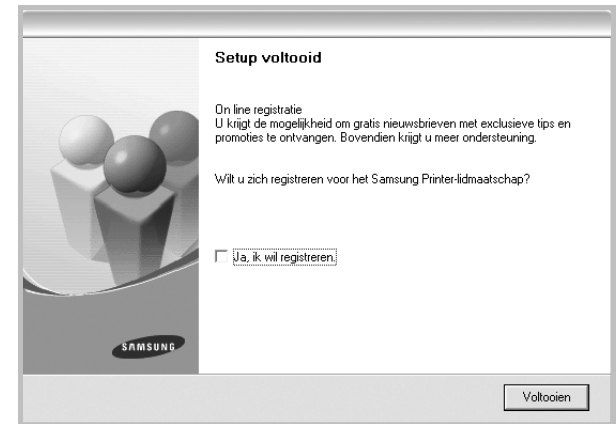 Setup voltooid
On line registratie
U krijgt de mogelijkheid om gratis nieuwsbrieven met exclusieve tips en
promoties te ontvangen. Bovendien krijgt u meer ondersteuning.
Wilt u zich registreren voor het Samsung Printer-lidmaatschap?
Ja, ik wil registreren.
SAMSUNG
Voltooien